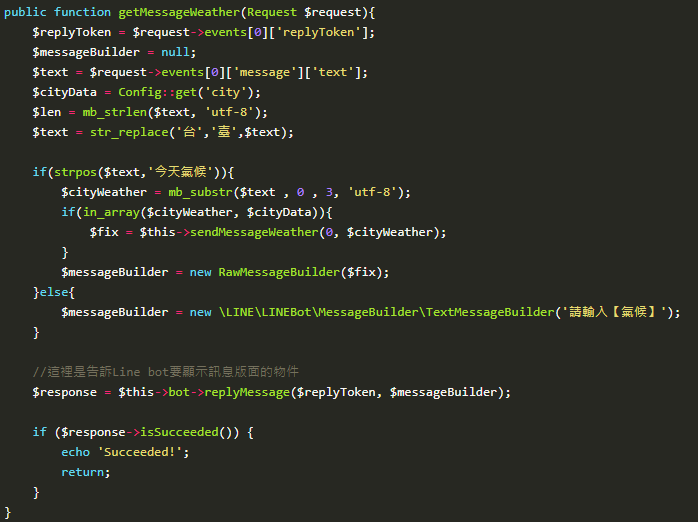 public function getMessageWeather(Request $request){
    $replyToken = $request->events[0]['replyToken'];
    $messageBuilder = null;
    $text = $request->events[0]['message']['text'];
    $cityData = Config::get('city');
    $len = mb_strlen($text, 'utf-8');
    $text = str_replace('台','臺',$text);

    if(strpos($text,'今天氣候')){
        $cityWeather = mb_substr($text , 0 , 3, 'utf-8');
        if(in_array($cityWeather, $cityData)){
            $fix = $this->sendMessageWeather(0, $cityWeather);
        }
        $messageBuilder = new RawMessageBuilder($fix);
    }else{
        $messageBuilder = new \LINE\LINEBot\MessageBuilder\TextMessageBuilder('請輸入【氣候】');
    }

    //這裡是告訴Line bot要顯示訊息版面的物件
    $response = $this->bot->replyMessage($replyToken, $messageBuilder);

    if ($response->isSucceeded()) {
        echo 'Succeeded!';
        return;
    }
}